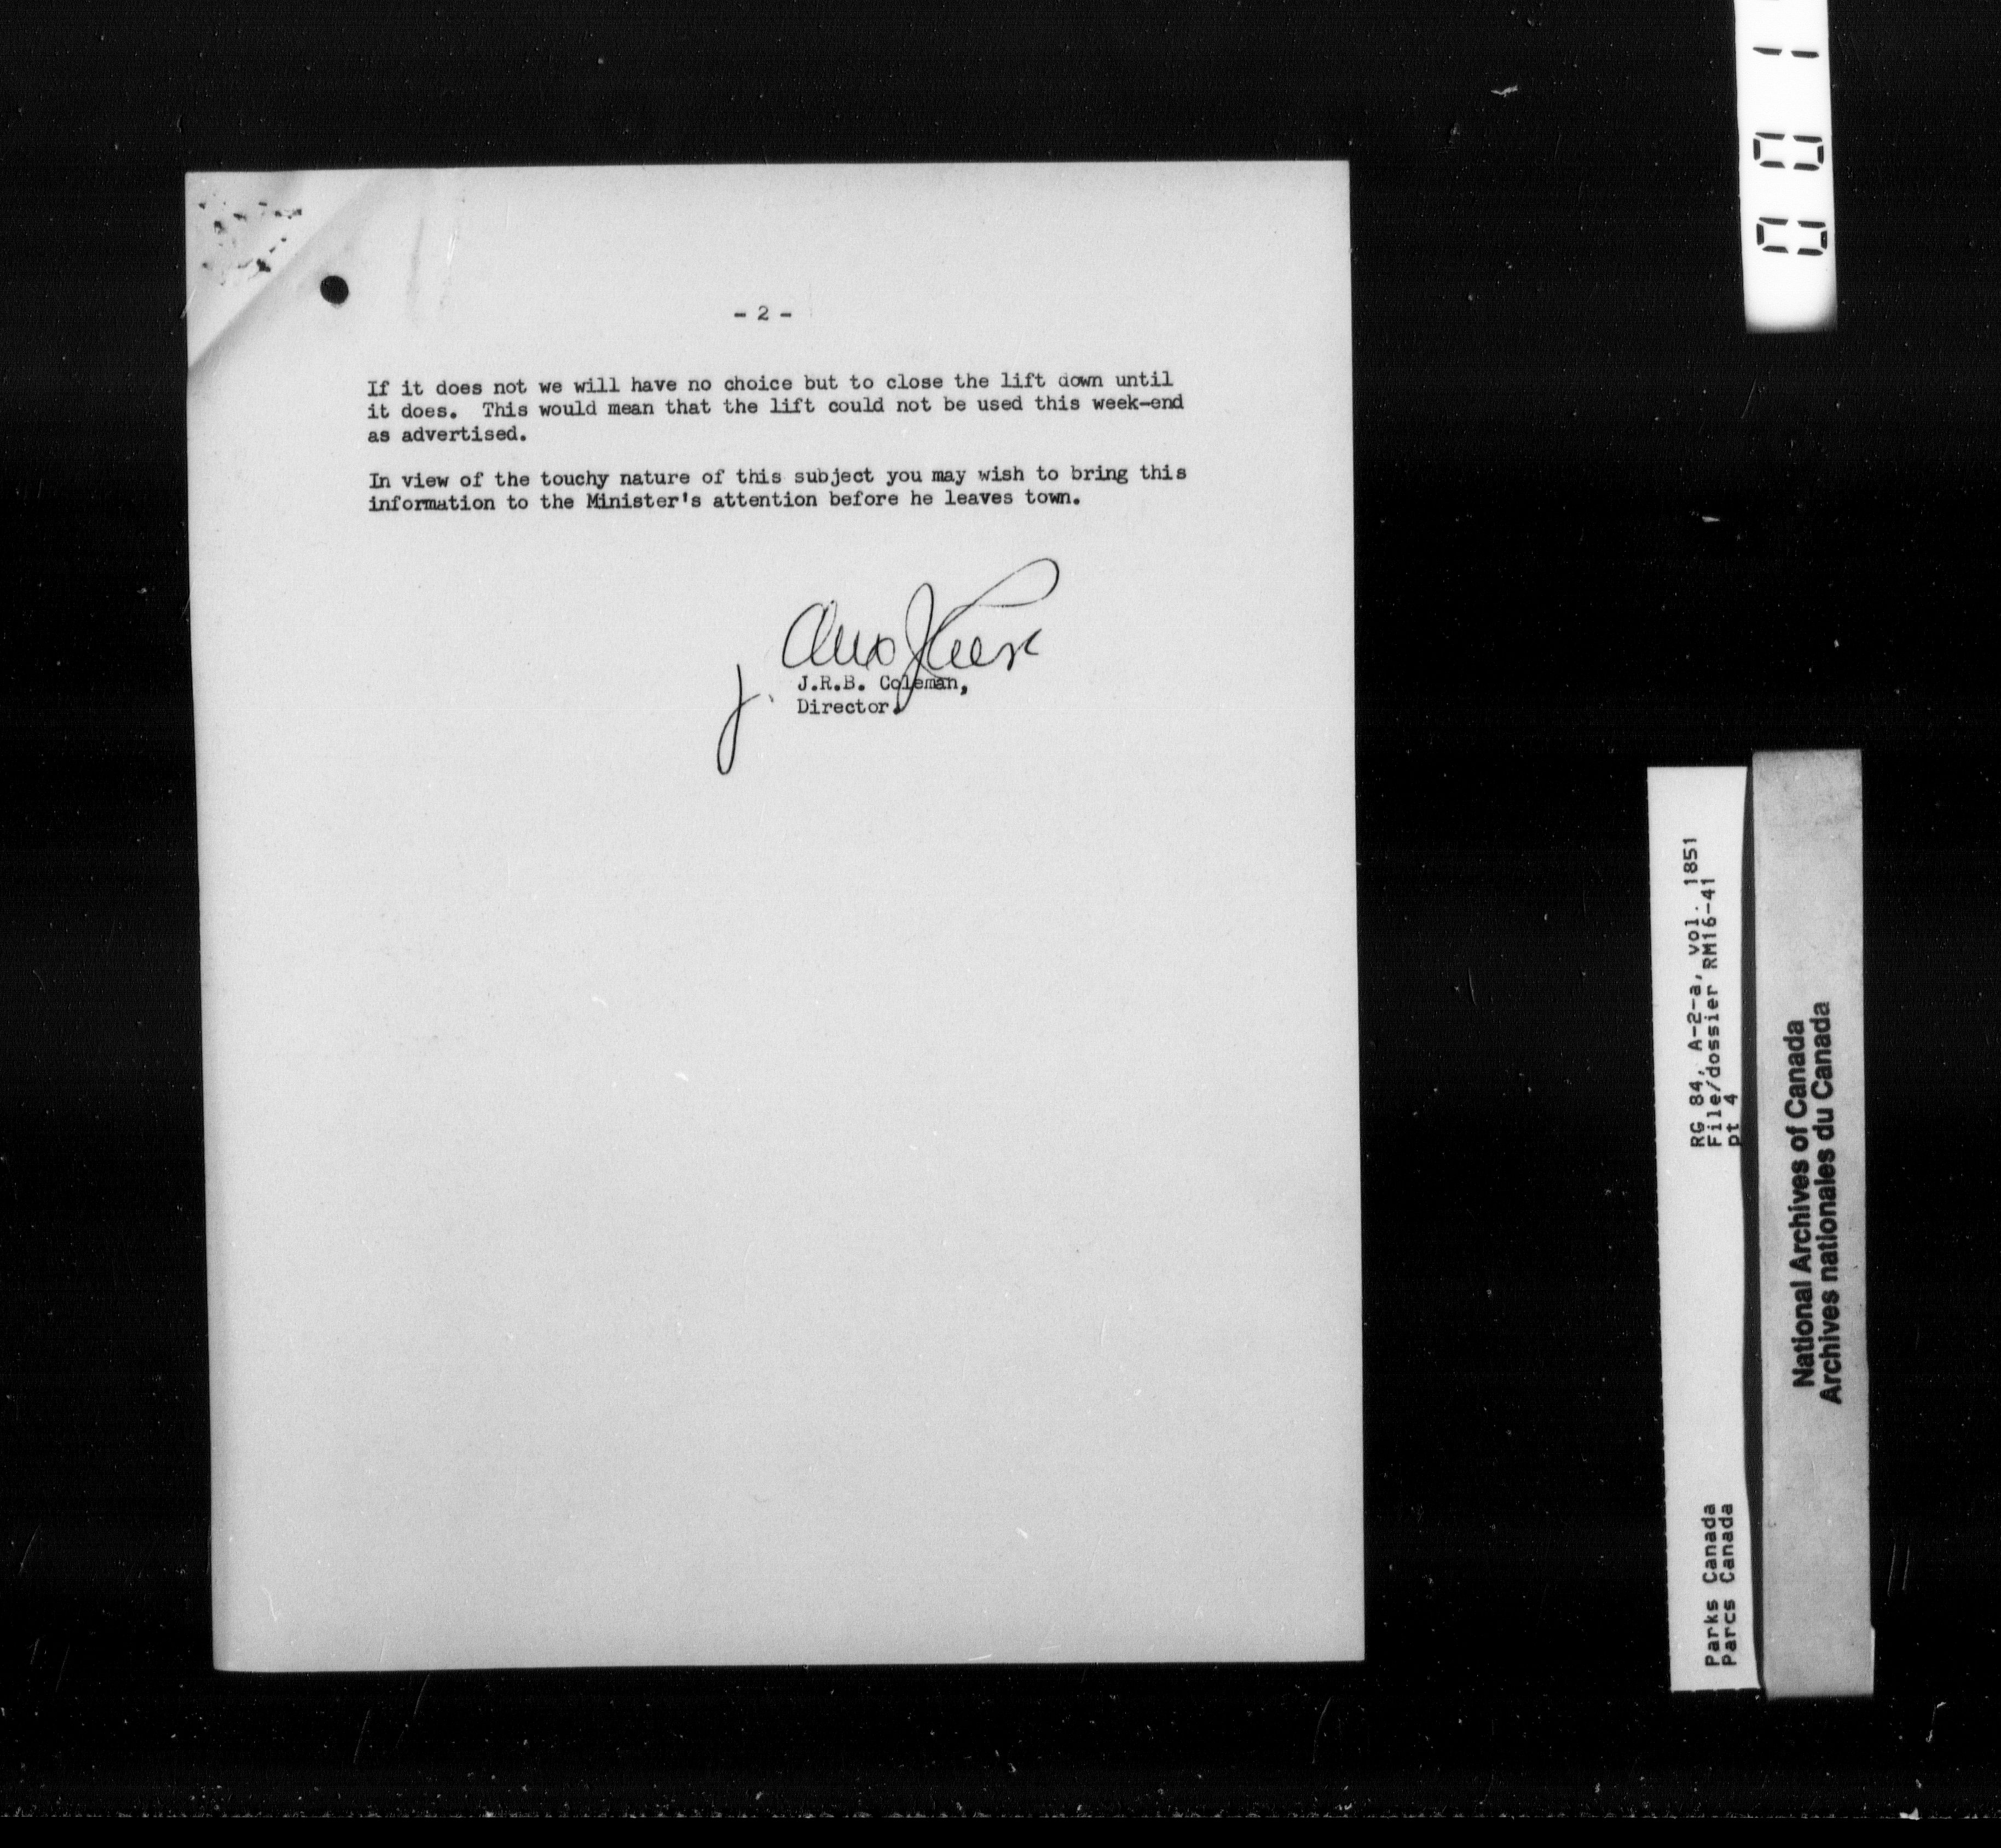 - 2 -
If it does not we will have no choice but to close the lift down until
it does. This would mean that the lift could not be used this week-end
as advertised.
In view of the touchy nature of this subject you may wish to bring this
information to the Minister's attention before he leaves town.
J.R.B. Coleman,
Director.
RG 84, A-2-a, vol. 1851
File/dossier RM16-41
pt 4
Parks Canada
Parcs Canada
National Archives of Canada
Archives nationales du Canada